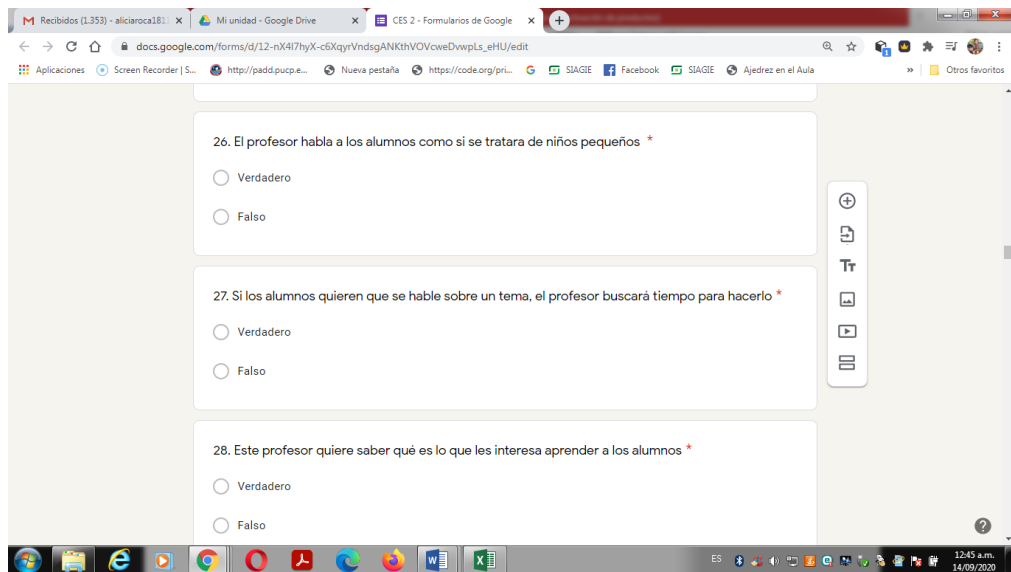 Recibidos (1.353) - aliciaroca181
Mi unidad - Google Drive
CES 2 - Formularios de Google
docs.google.com/forms/d/12-nX4l7hyX-c6XqyrVndsgANKthVOVcweDvwpLs_eHU/edit
Aplicaciones
Screen Recorder | S...
http://padd.pucp.e...
Nueva pestaña
https://code.org/pri...
SIAGIE
Facebook
SIAGIE
Ajedrez en el Aula
»
Otros favoritos
26. El profesor habla a los alumnos como si se tratara de niños pequeños *
Verdadero
Falso
27. Si los alumnos quieren que se hable sobre un tema, el profesor buscará tiempo para hacerlo *
Verdadero
Falso
28. Este profesor quiere saber qué es lo que les interesa aprender a los alumnos *
Verdadero
Falso
ES
12:45 a.m.
14/09/2020